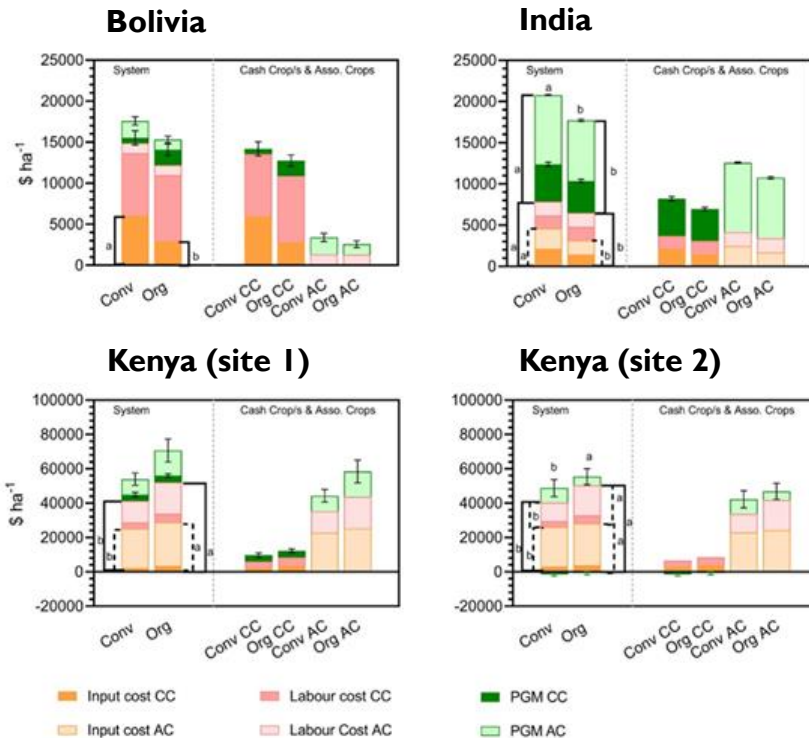 Bolivia
India
25000
20000
15000
10000
5000
0
$ ha-1
System
Cash Crop/s & Asso. Crops
a
b
Conv
Org
Conv CC
Org CC
Conv AC
Org AC
25000
20000
15000
10000
5000
0
System
Cash Crop/s & Asso. Crops
a
b
a
b
a
a
b
b
Conv
Org
Conv CC
Org CC
Conv AC
Org AC
Kenya (site 1)
Kenya (site 2)
100000
80000
60000
40000
20000
0
-20000
$ ha-1
System
Cash Crop/s & Asso. Crops
b
b
a
a
Conv
Org
Conv CC
Org CC
Conv AC
Org AC
100000
80000
60000
40000
20000
0
-20000
System
Cash Crop/s & Asso. Crops
b
a
b
b
b
a
a
a
Conv
Org
Conv CC
Org CC
Conv AC
Org AC
Input cost CC
Labour cost CC
PGM CC
Input cost AC
Labour Cost AC
PGM AC